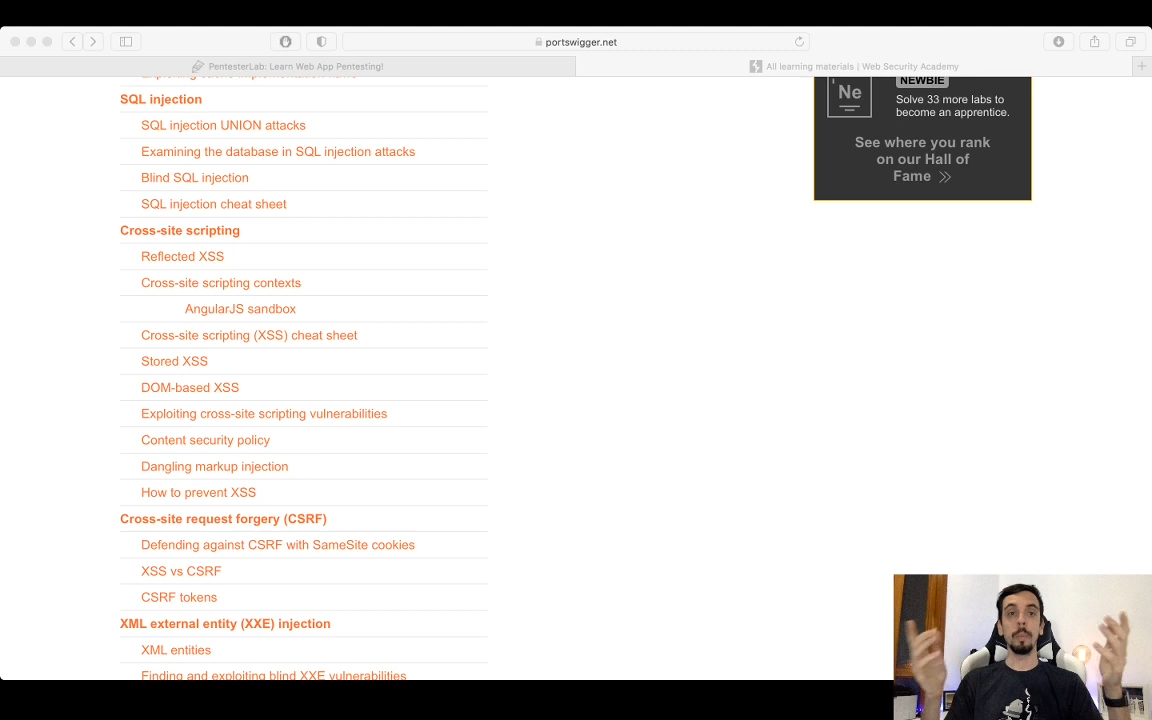 portswigger.net
PentesterLab: Learn Web App Pentesting!
All learning materials | Web Security Academy
SQL injection
SQL injection UNION attacks
Examining the database in SQL injection attacks
Blind SQL injection
SQL injection cheat sheet
Cross-site scripting
Reflected XSS
Cross-site scripting contexts
AngularJS sandbox
Cross-site scripting (XSS) cheat sheet
Stored XSS
DOM-based XSS
Exploiting cross-site scripting vulnerabilities
Content security policy
Dangling markup injection
How to prevent XSS
Cross-site request forgery (CSRF)
Defending against CSRF with SameSite cookies
XSS vs CSRF
CSRF tokens
XML external entity (XXE) injection
XML entities
Finding and exploiting blind XXE vulnerabilities
Ne
NEWBIE
Solve 33 more labs to
become an apprentice.
See where you rank
on our Hall of
Fame